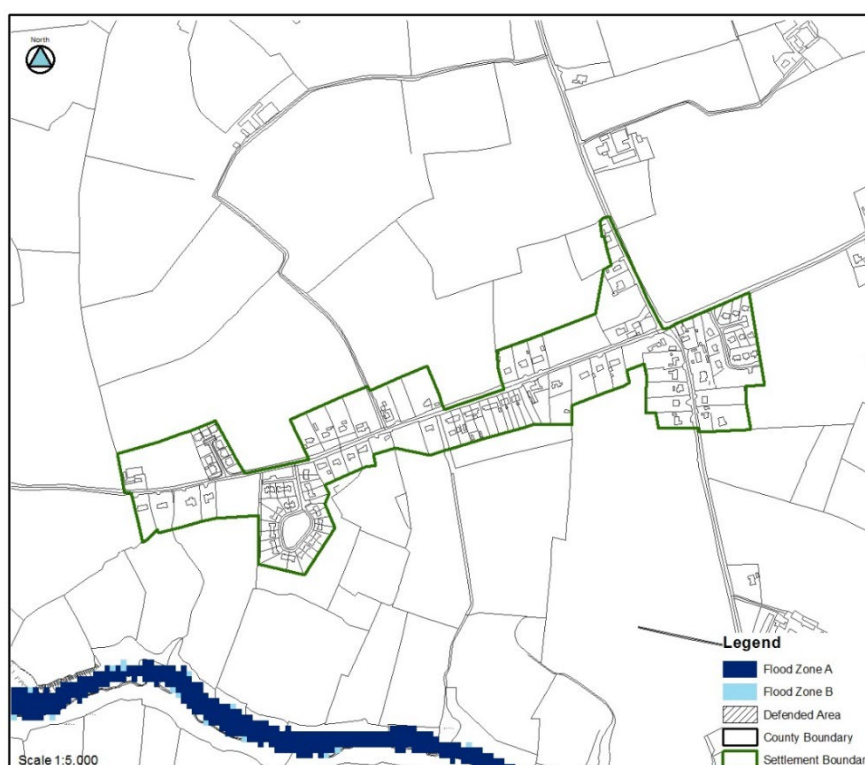 North
Legend
Flood Zone A
Flood Zone B
Defended Area
County Boundary
Settlement Boundar
Scale 1:5,000